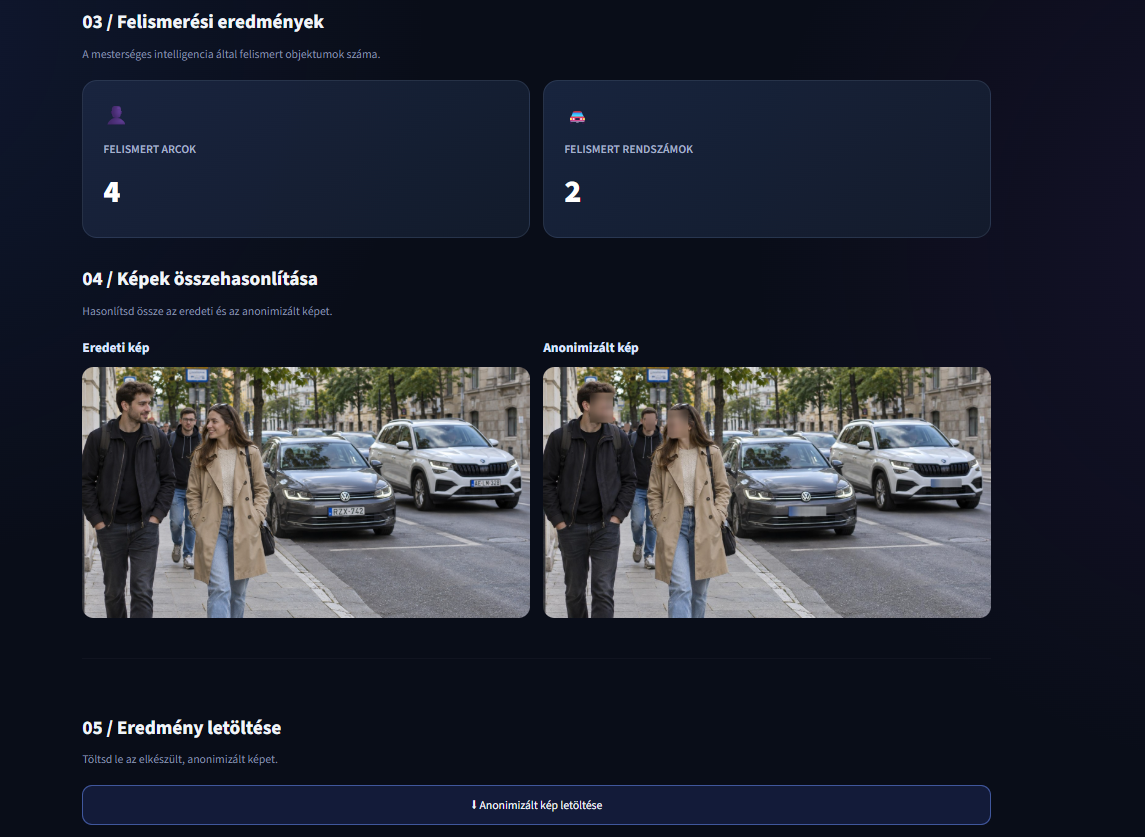 03 / Felismerési eredmények
A mesterséges intelligencia által felismert objektumok száma.
FELISMERT ARCOK
4
FELISMERT RENDSZÁMOK
2
04 / Képek összehasonlítása
Hasonlítsd össze az eredeti és az anonimizált képet.
Eredeti kép
Anonimizált kép
RZX-742
05 / Eredmény letöltése
Töltsd le az elkészült, anonimizált képet.
⬇ Anonimizált kép letöltése